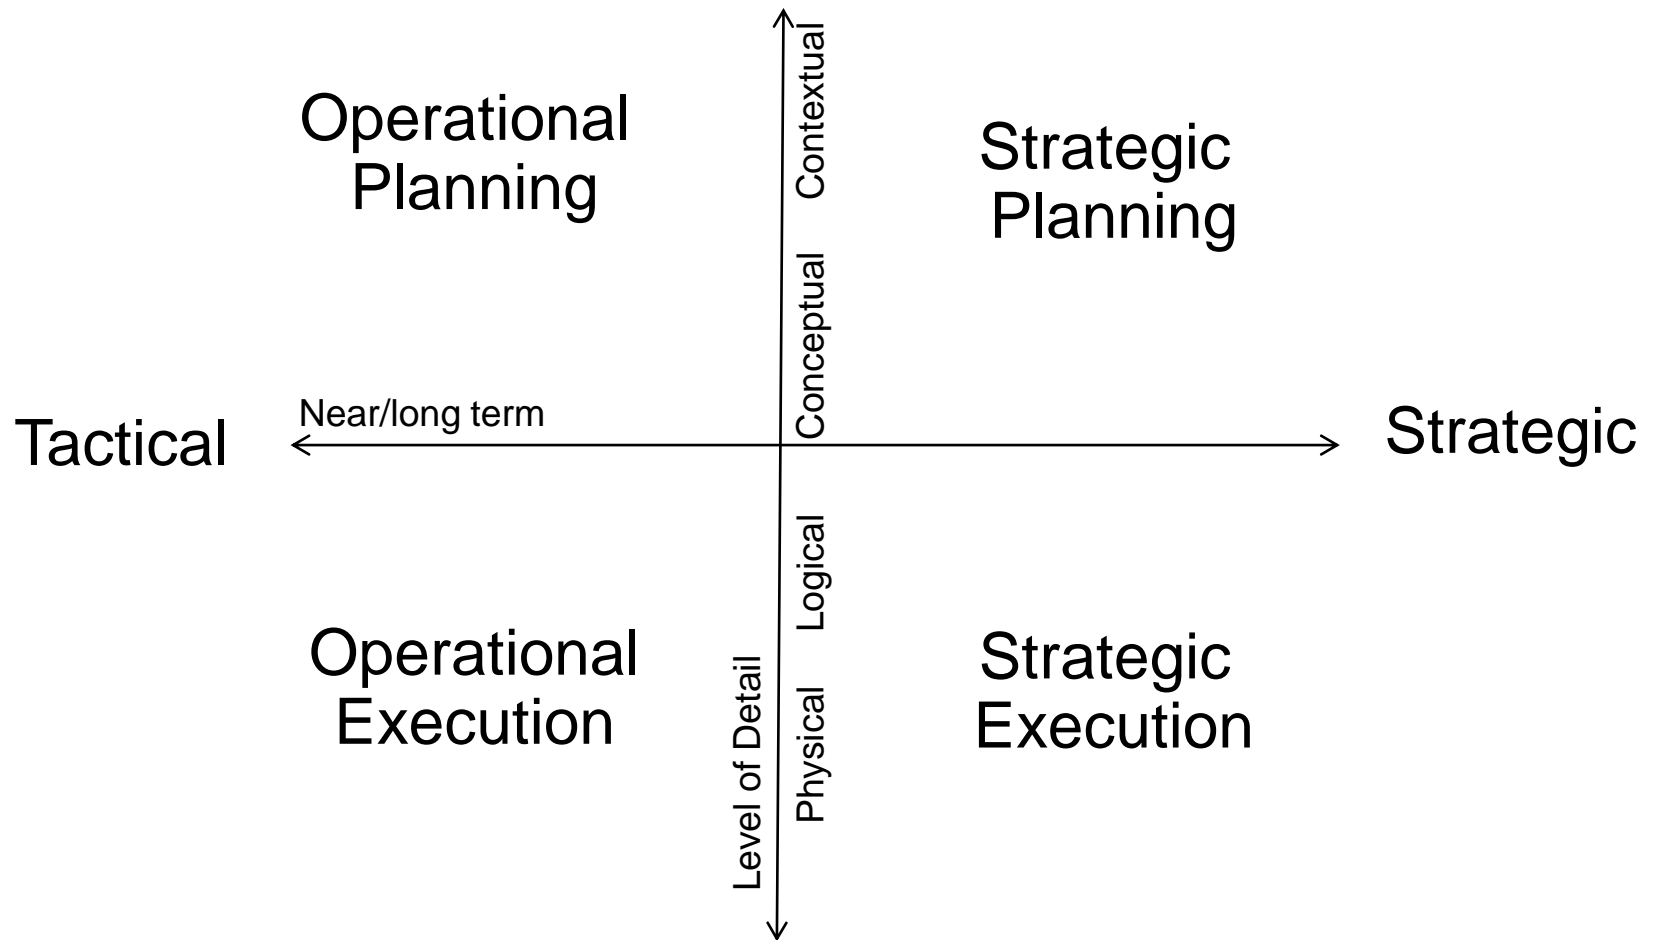 Operational
Planning
Strategic
Planning
Contextual
Conceptual
Tactical
Near/long term
Strategic
Logical
Physical
Level of Detail
Operational
Execution
Strategic
Execution